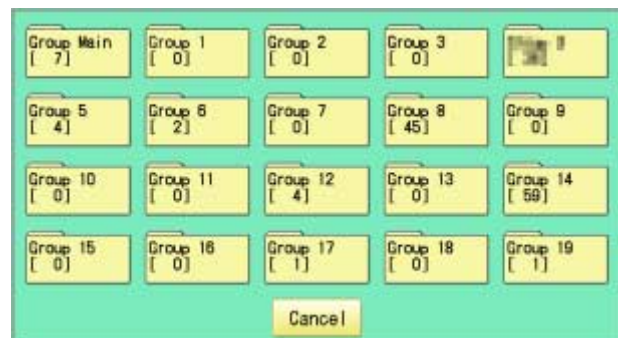 Group Main
[ 7]
Group 1
[ 0]
Group 2
[ 0]
Group 3
[ 0]
Group 5
[ 4]
Group 6
[ 2]
Group 7
[ 0]
Group 8
[ 45]
Group 9
[ 0]
Group 10
[ 0]
Group 11
[ 0]
Group 12
[ 4]
Group 13
[ 0]
Group 14
[ 59]
Group 15
[ 0]
Group 16
[ 0]
Group 17
[ 1]
Group 18
[ 0]
Group 19
[ 1]
Cancel